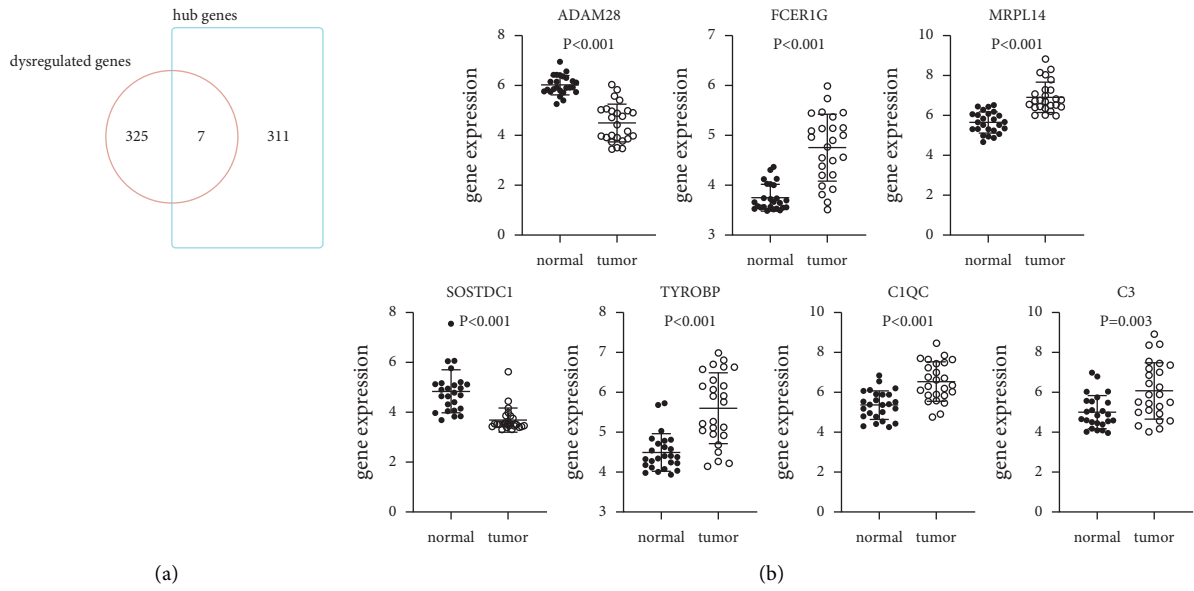 hub genes
dysregulated genes
325 7 311
(a)
ADAM28
P<0.001
gene expression
8
6
4
2
0
normal tumor
FCER1G
P<0.001
gene expression
7
6
5
4
3
normal tumor
MRPL14
P<0.001
gene expression
10
8
6
4
2
0
normal tumor
SOSTDC1
P<0.001
gene expression
8
6
4
2
0
normal tumor
TYROBP
P<0.001
gene expression
8
7
6
5
4
3
normal tumor
C1QC
P<0.001
gene expression
10
8
6
4
2
0
normal tumor
C3
P=0.003
gene expression
10
8
6
4
2
0
normal tumor
(b)